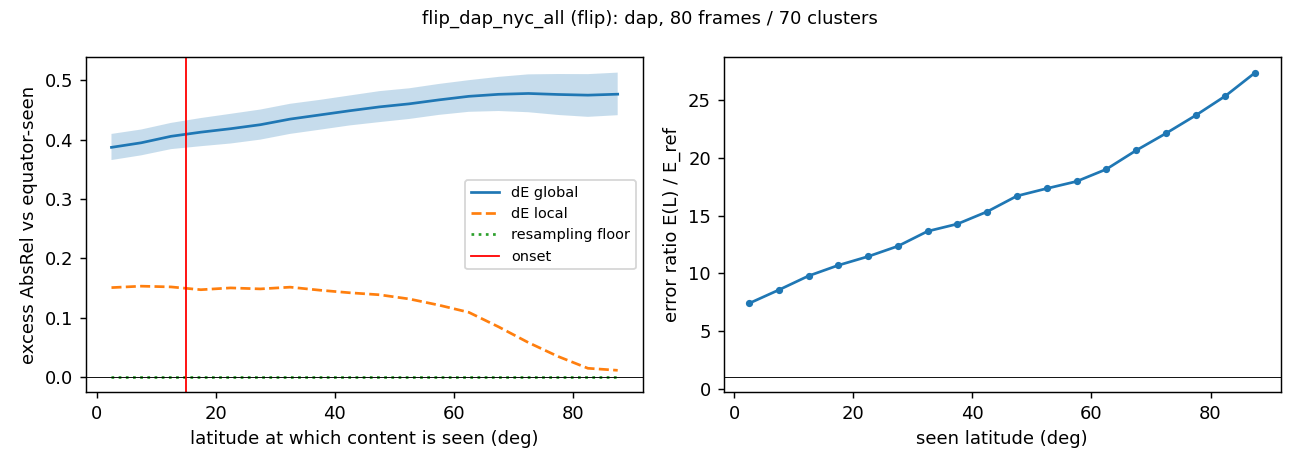 flip_dap_nyc_all (flip): dap, 80 frames / 70 clusters
excess AbsRel vs equator-seen
0.5
0.4
0.3
0.2
0.1
0.0
dE global
dE local
resampling floor
onset
0 20 40 60 80
latitude at which content is seen (deg)
error ratio E(L) / E_ref
25
20
15
10
5
0
0 20 40 60 80
seen latitude (deg)